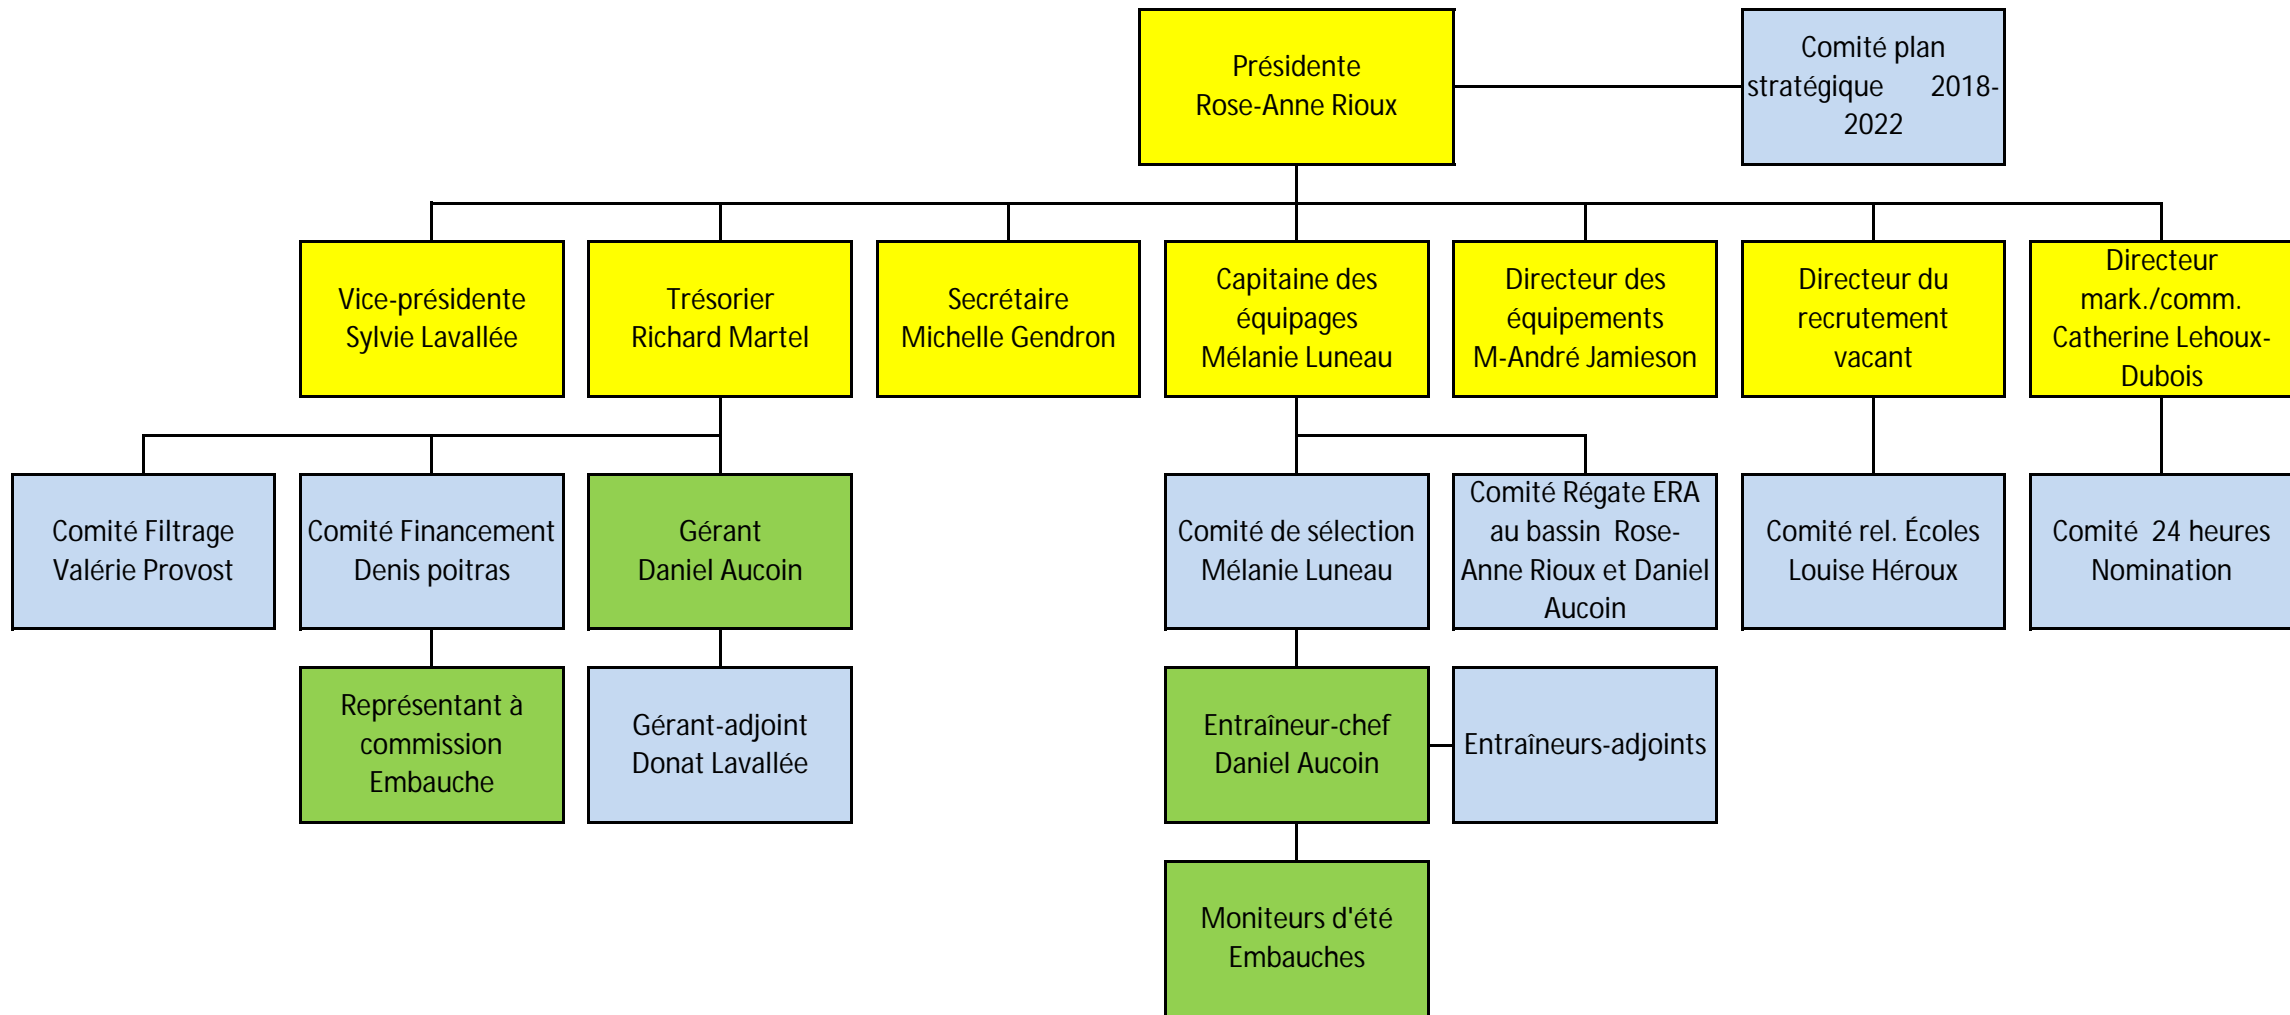 Présidente
Rose-Anne Rioux
Comité plan
stratégique 2018-
2022
Vice-présidente
Sylvie Lavallée
Trésorier
Richard Martel
Secrétaire
Michelle Gendron
Capitaine des
équipages
Mélanie Luneau
Directeur des
équipements
M-André Jamieson
Directeur du
recrutement
vacant
Directeur
mark./comm.
Catherine Lehoux-
Dubois
Comité Filtrage
Valérie Provost
Comité Financement
Denis poitras
Gérant
Daniel Aucoin
Comité de sélection
Mélanie Luneau
Comité Régate ERA
au bassin Rose-
Anne Rioux et Daniel
Aucoin
Comité rel. Écoles
Louise Héroux
Comité 24 heures
Nomination
Représentant à
commission
Embauche
Gérant-adjoint
Donat Lavallée
Entraîneur-chef
Daniel Aucoin
Entraîneurs-adjoints
Moniteurs d'été
Embauches